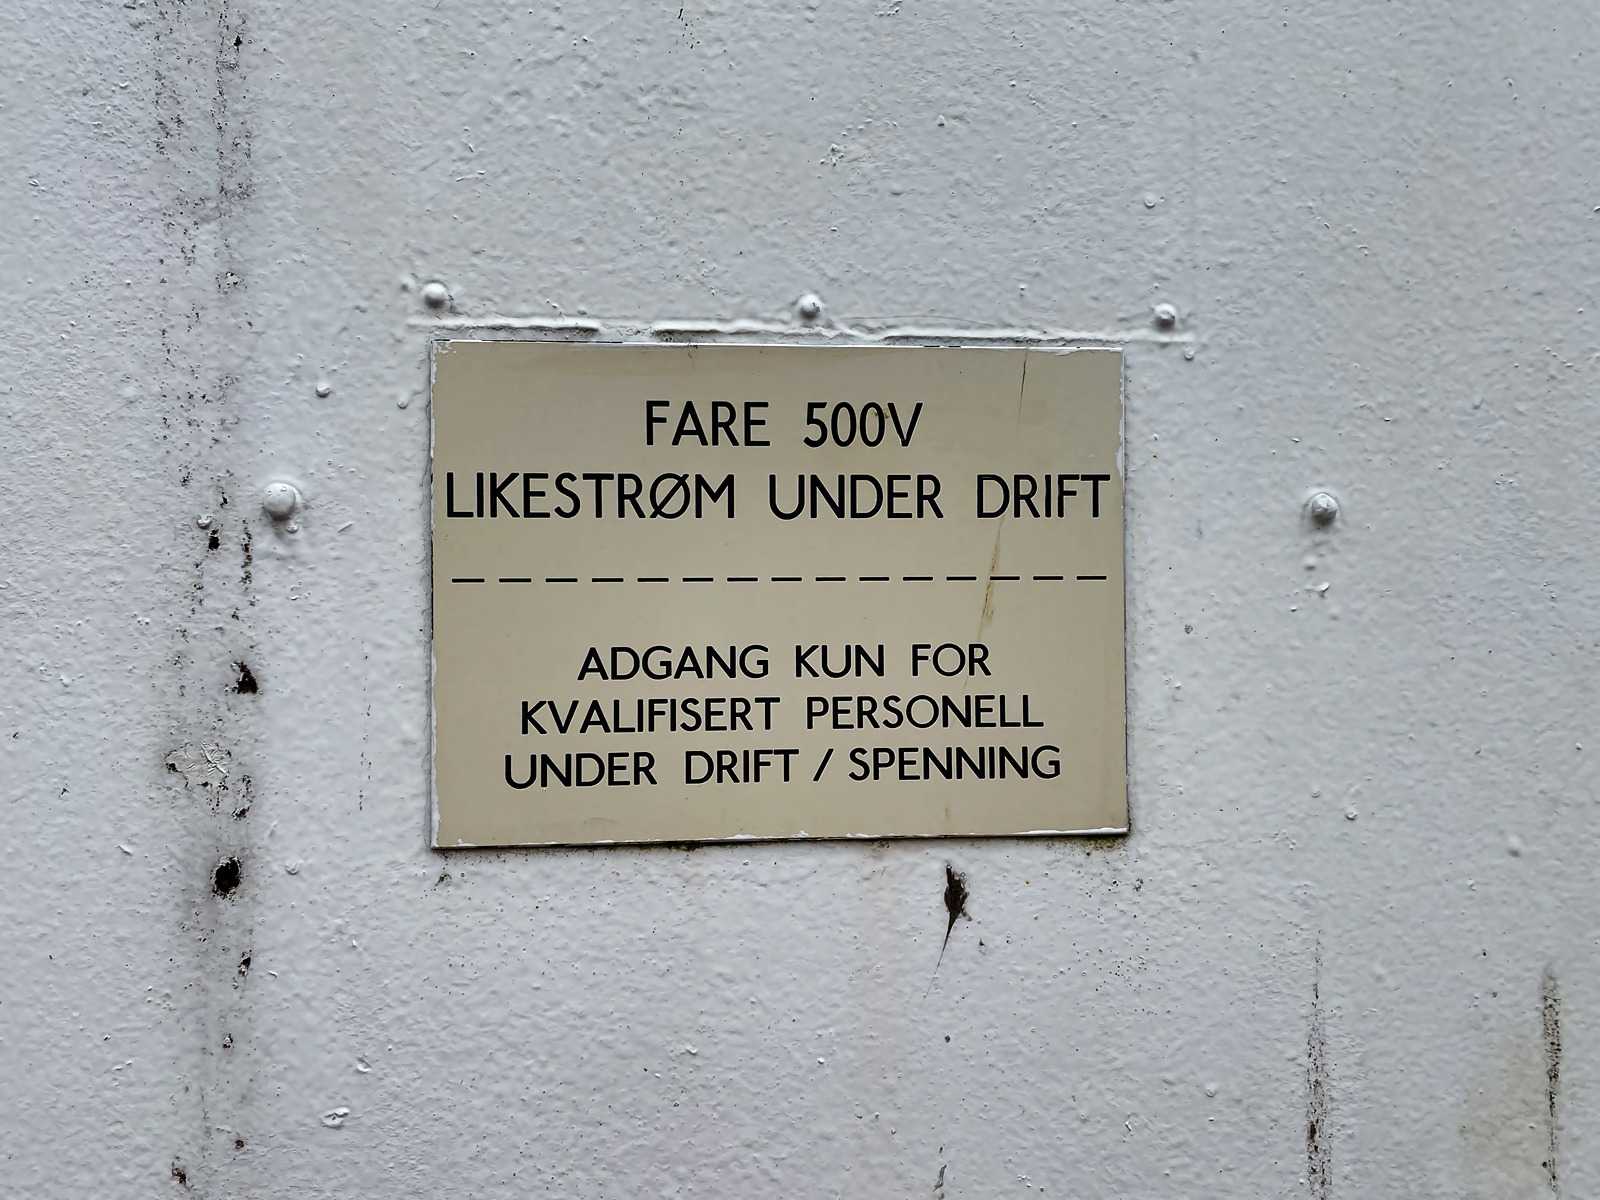 FARE 500V
LIKESTRØM UNDER DRIFT
ADGANG KUN FOR
KVALIFISERT PERSONELL
UNDER DRIFT / SPENNING